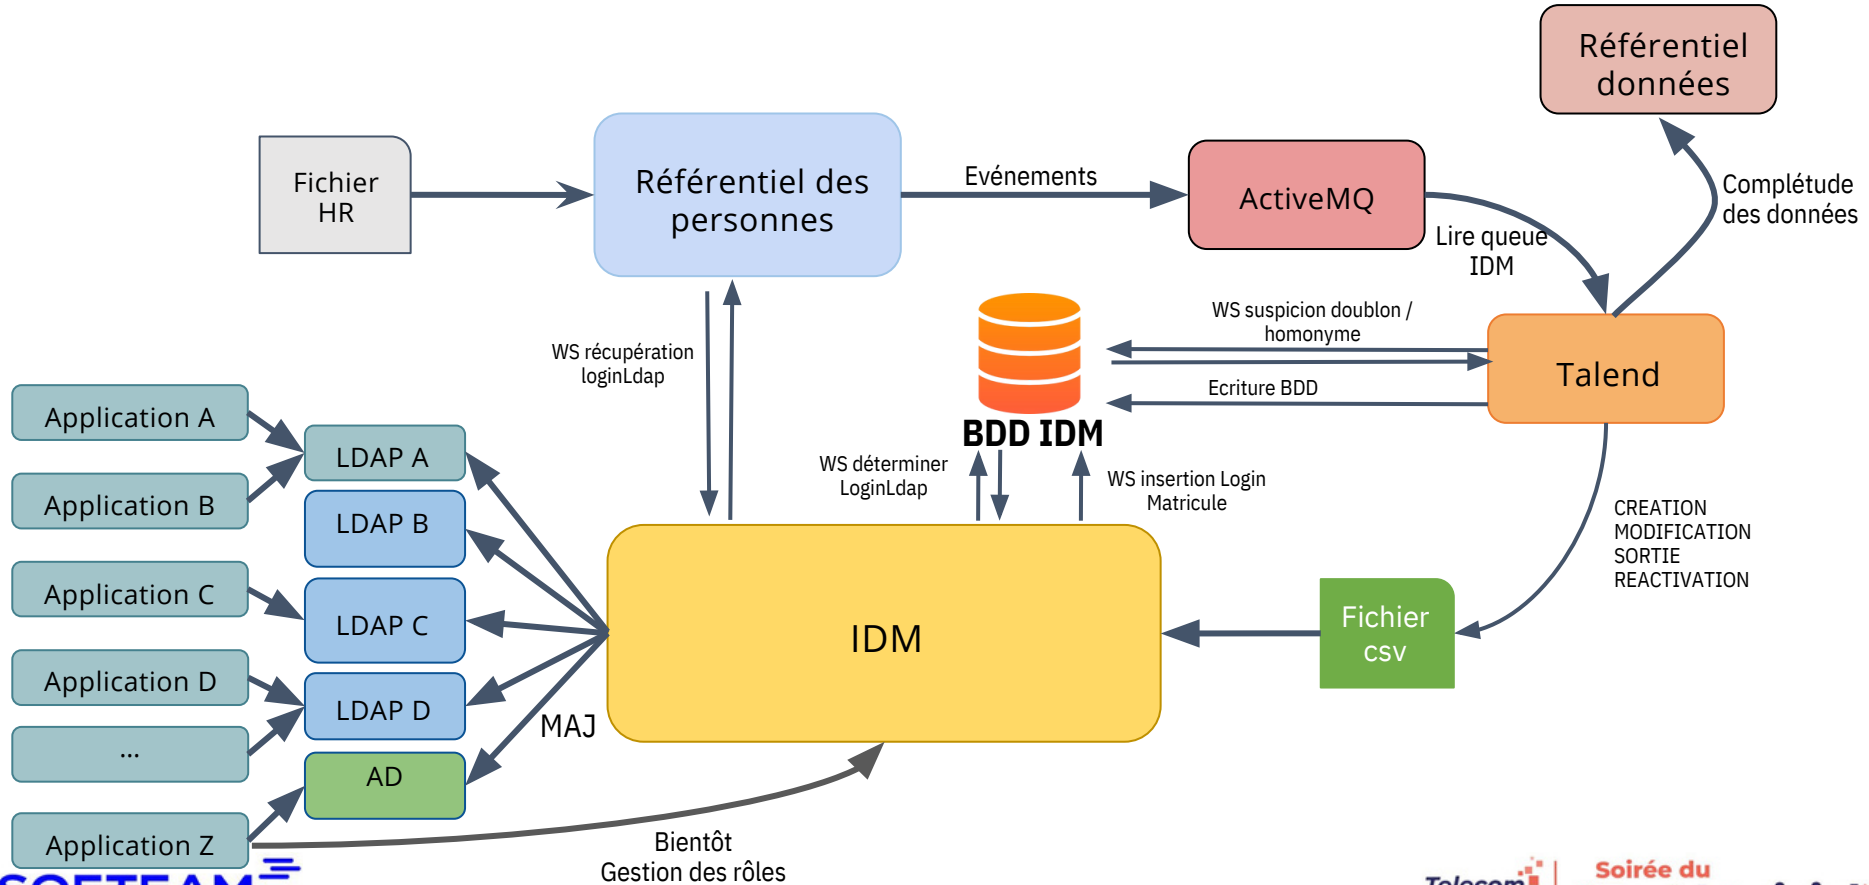 Référentiel
données
Fichier
HR
Référentiel des
personnes
Evénements
ActiveMQ
Complétude
des données
Lire queue
IDM
WS suspicion doublon /
homonyme
WS récupération
loginLdap
Talend
Ecriture BDD
BDD IDM
Application A
LDAP A
WS déterminer
LoginLdap
WS insertion Login
Matricule
Application B
LDAP B
CREATION
MODIFICATION
SORTIE
REACTIVATION
Application C
LDAP C
IDM
Fichier
csv
Application D
LDAP D
MAJ
...
AD
Application Z
Bientôt
Gestion des rôles
SOFTEAM
Telecom
Soirée du